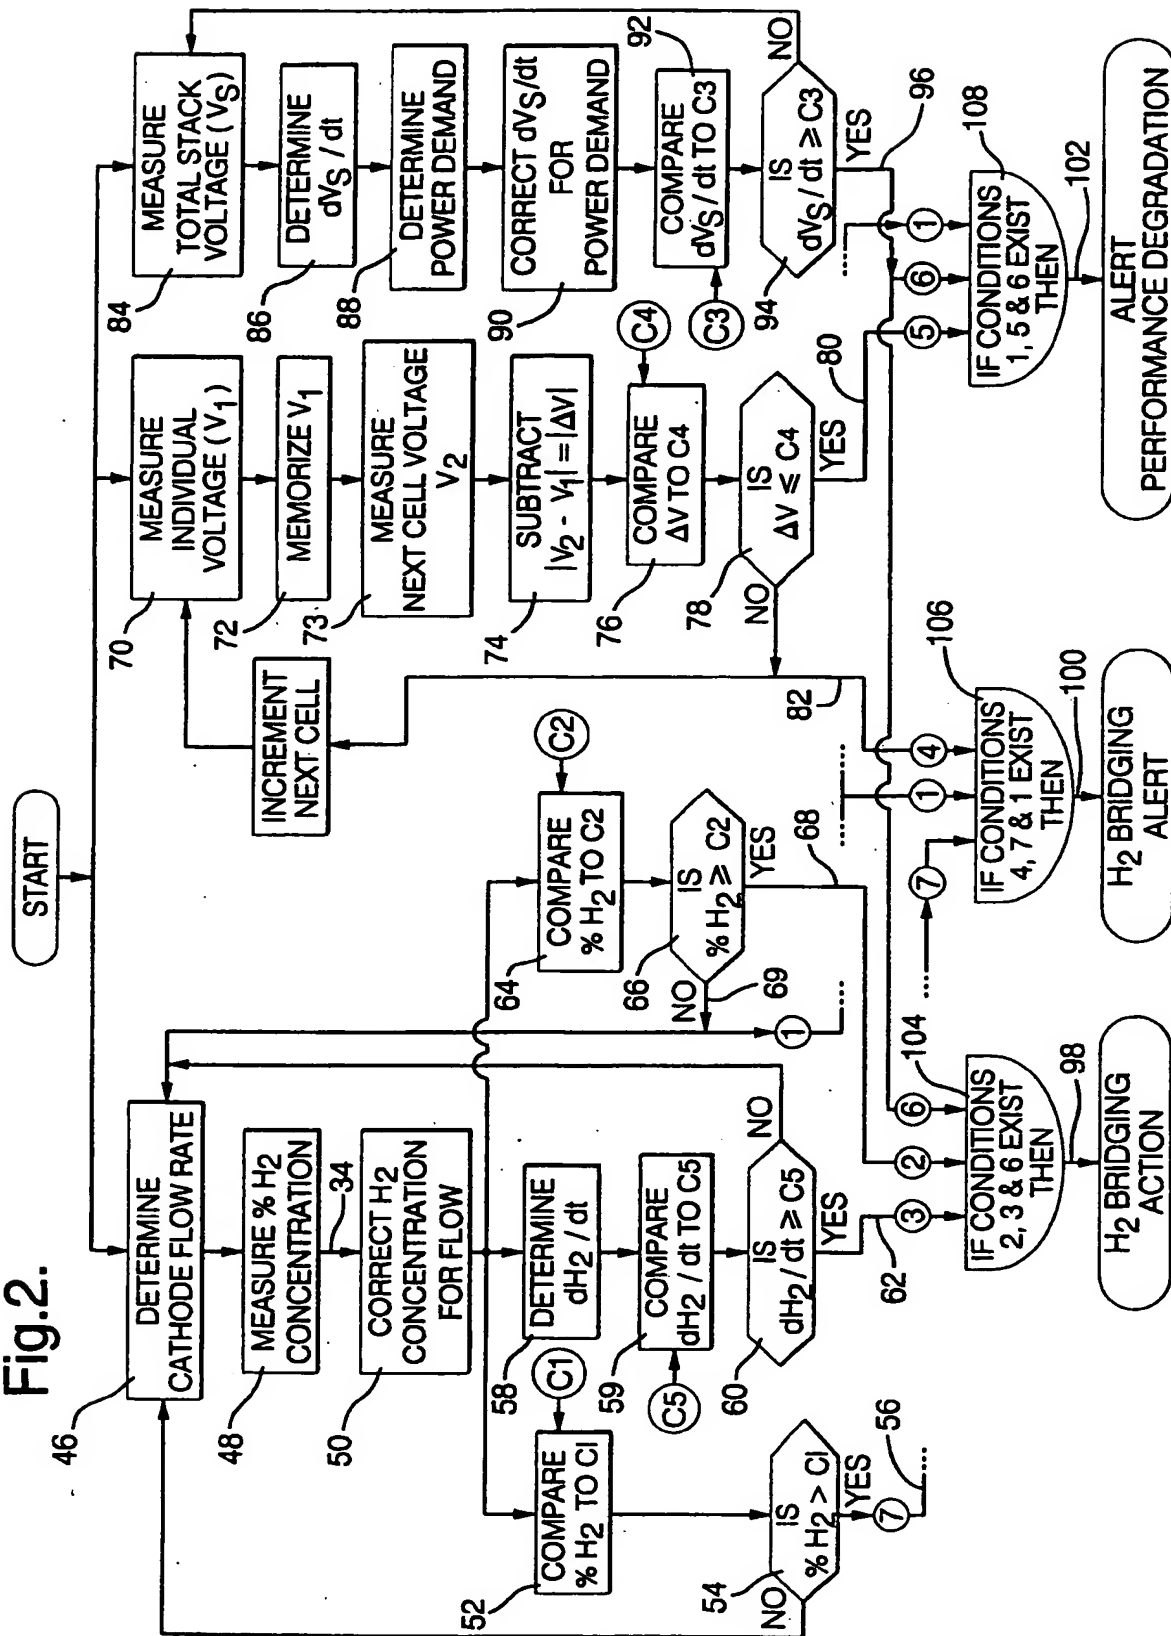 Fig.2.
START
46
DETERMINE
CATHODE FLOW RATE
48
MEASURE % H2
CONCENTRATION
34
50
CORRECT H2
CONCENTRATION
FOR FLOW
C1
52
COMPARE
% H2 TO CI
54
IS
% H2 > CI
NO
YES
7
56
58
DETERMINE
dH2 / dt
59
COMPARE
dH2 / dt TO C5
C5
60
IS
dH2 / dt ≥ C5
NO
YES
62
3
C2
64
COMPARE
% H2 TO C2
66
IS
% H2 ≥ C2
NO
69
YES
68
1
2
6
104
IF CONDITIONS
2, 3 & 6 EXIST
THEN
98
H2 BRIDGING
ACTION
INCREMENT
NEXT CELL
70
MEASURE
INDIVIDUAL
VOLTAGE (V1)
72
MEMORIZE V1
73
MEASURE
NEXT CELL VOLTAGE
V2
74
SUBTRACT
|V2 - V1| = |ΔV|
C4
76
COMPARE
ΔV TO C4
78
IS
ΔV ≤ C4
NO
YES
82
80
7
1
4
106
IF CONDITIONS
4, 7 & 1 EXIST
THEN
100
H2 BRIDGING
ALERT
84
MEASURE
TOTAL STACK
VOLTAGE (VS)
86
DETERMINE
dVS / dt
88
DETERMINE
POWER DEMAND
90
CORRECT dVS/dt
FOR
POWER DEMAND
92
COMPARE
dVS/dt TO C3
C3
94
IS
dVS/dt ≥ C3
NO
YES
96
5
6
1
108
IF CONDITIONS
1, 5 & 6 EXIST
THEN
102
ALERT
PERFORMANCE DEGRADATION